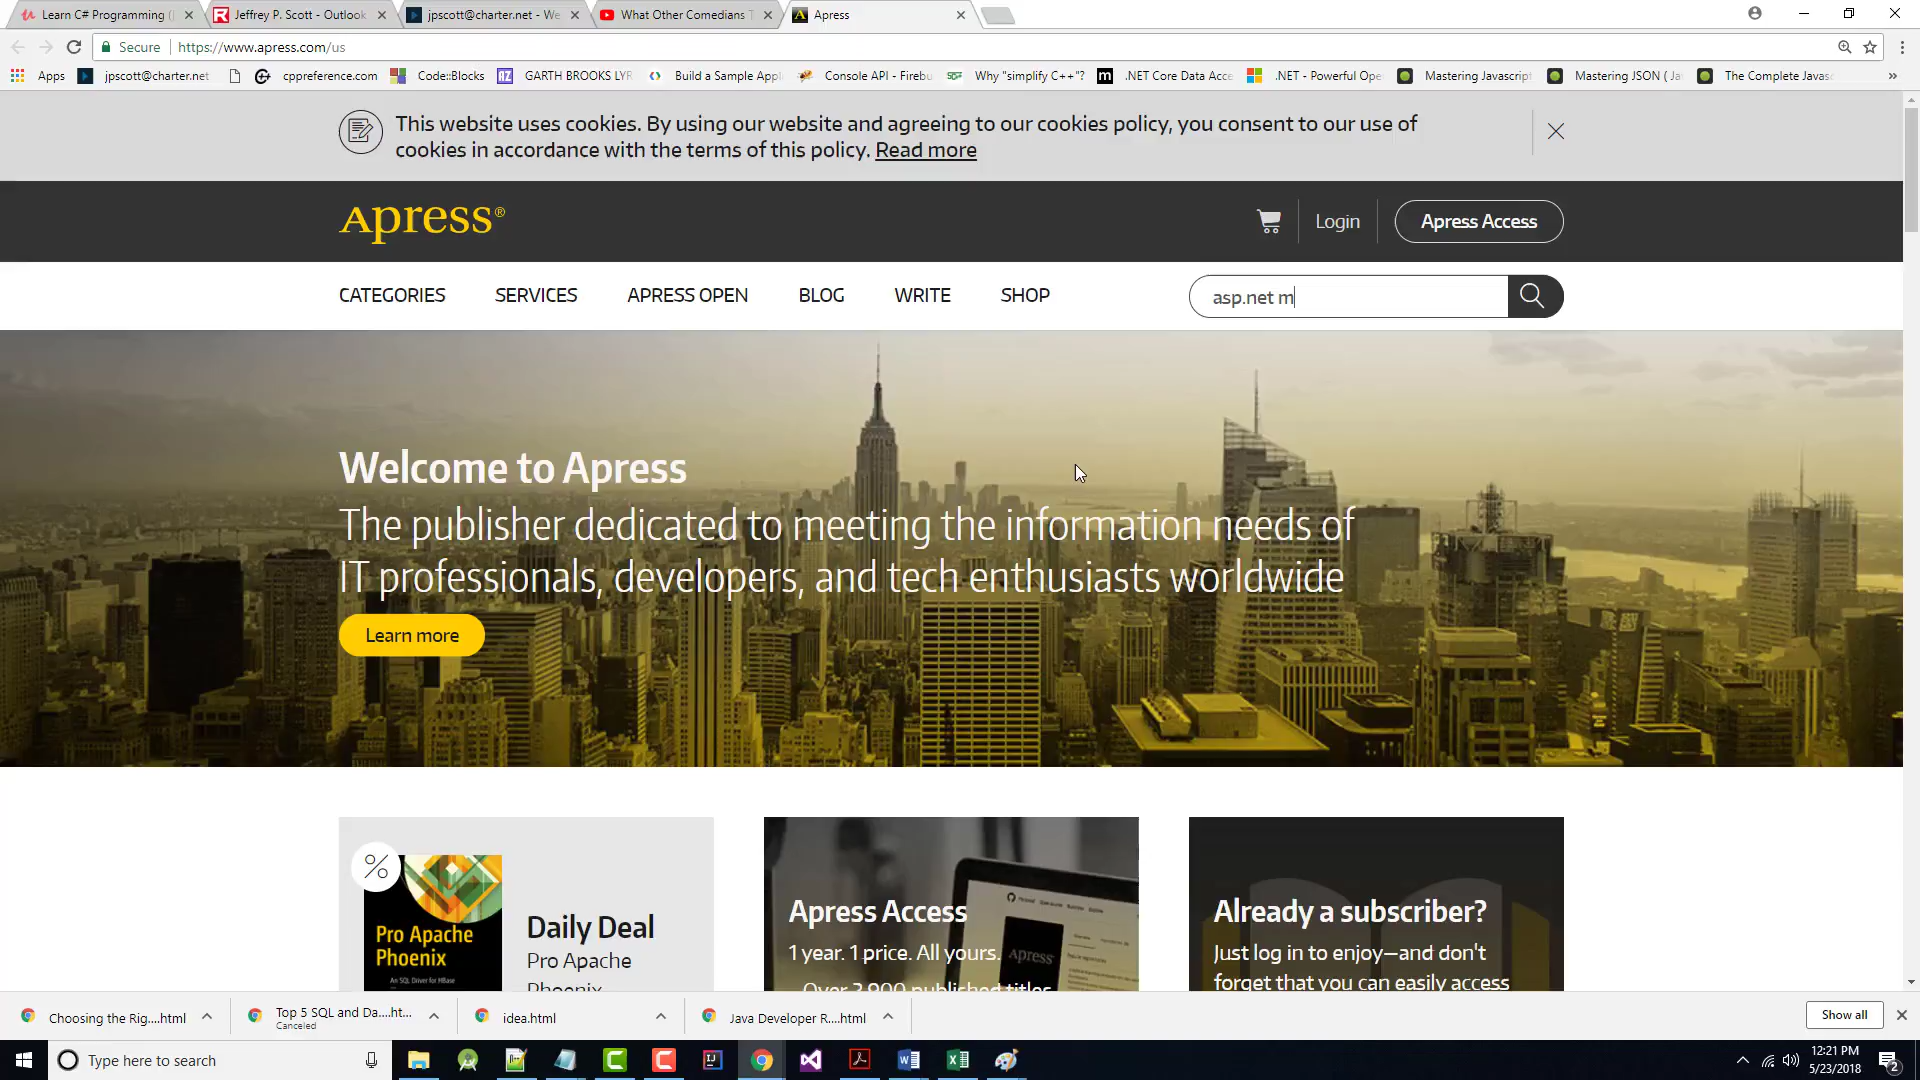 Learn C# Programming (
Jeffrey P. Scott - Outlook
jpscott@charter.net - We
What Other Comedians T
Apress
Secure
https://www.apress.com/us
Apps
jpscott@charter.net
cppreference.com
Code::Blocks
GARTH BROOKS LYR
Build a Sample Appl
Console API - Firebu
Why "simplify C++"?
.NET Core Data Acce
.NET - Powerful Ope
Mastering Javascript
Mastering JSON ( Ja
The Complete Javas
»
This website uses cookies. By using our website and agreeing to our cookies policy, you consent to our use of
cookies in accordance with the terms of this policy. Read more
Apress®
Login
Apress Access
CATEGORIES
SERVICES
APRESS OPEN
BLOG
WRITE
SHOP
asp.net m
Welcome to Apress
The publisher dedicated to meeting the information needs of
IT professionals, developers, and tech enthusiasts worldwide
Learn more
%
Pro Apache
Phoenix
An SQL Driver for HBase
Daily Deal
Pro Apache
Phoenix
Apress Access
1 year. 1 price. All yours.
Over 3,900 published titles
apress
Already a subscriber?
Just log in to enjoy—and don't
forget that you can easily access
Choosing the Rig....html
Top 5 SQL and Da....ht...
Canceled
idea.html
Java Developer R....html
Show all
Type here to search
12:21 PM
5/23/2018
2